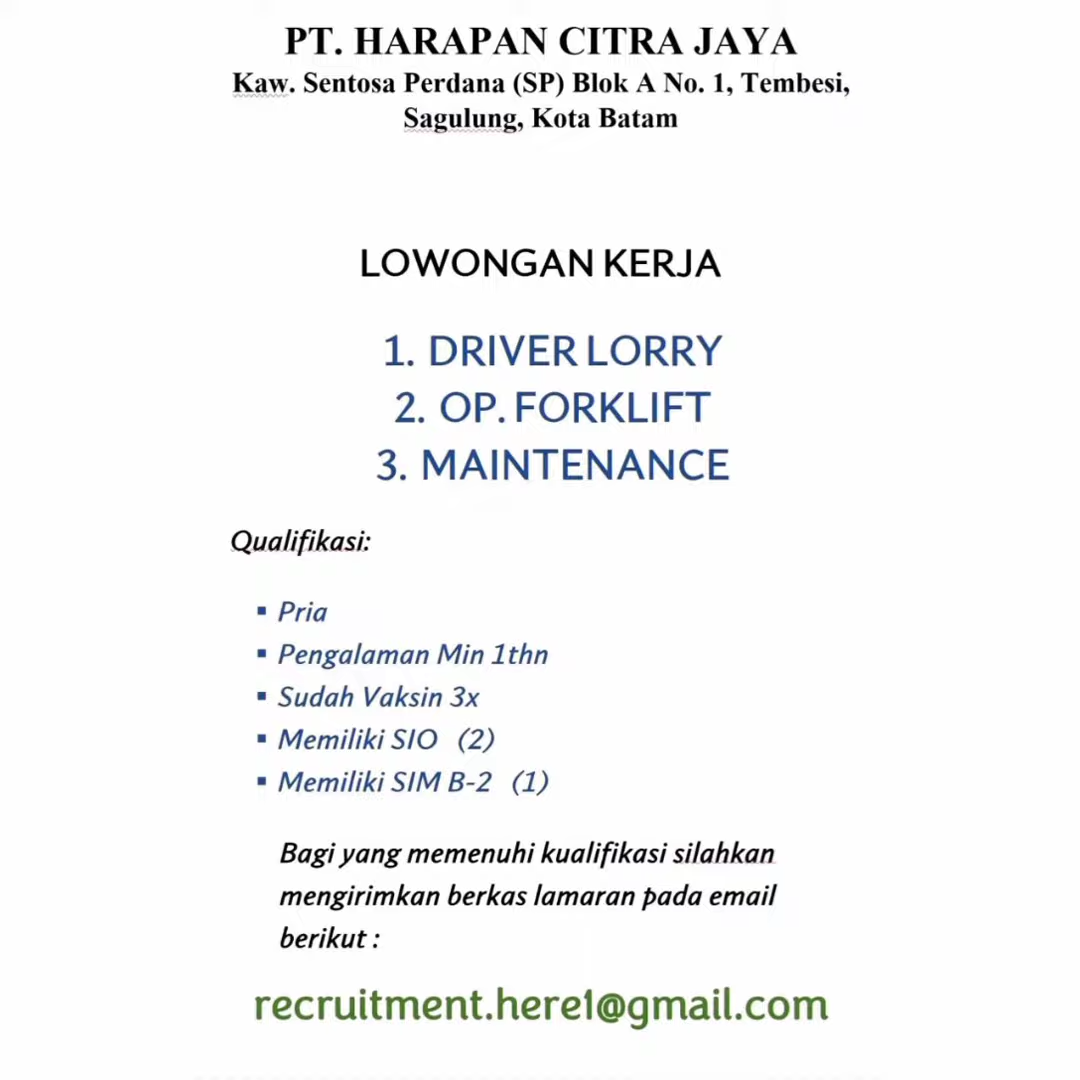 PT. HARAPAN CITRA JAYA
Kaw. Sentosa Perdana (SP) Blok A No. 1, Tembesi,
Sagulung, Kota Batam
LOWONGAN KERJA
1. DRIVER LORRY
2. OP. FORKLIFT
3. MAINTENANCE
Qualifikasi:
▪ Pria
▪ Pengalaman Min 1thn
▪ Sudah Vaksin 3x
▪ Memiliki SIO (2)
▪ Memiliki SIM B-2 (1)
Bagi yang memenuhi kualifikasi silahkan
mengirimkan berkas lamaran pada email
berikut :
recruitment.here1@gmail.com